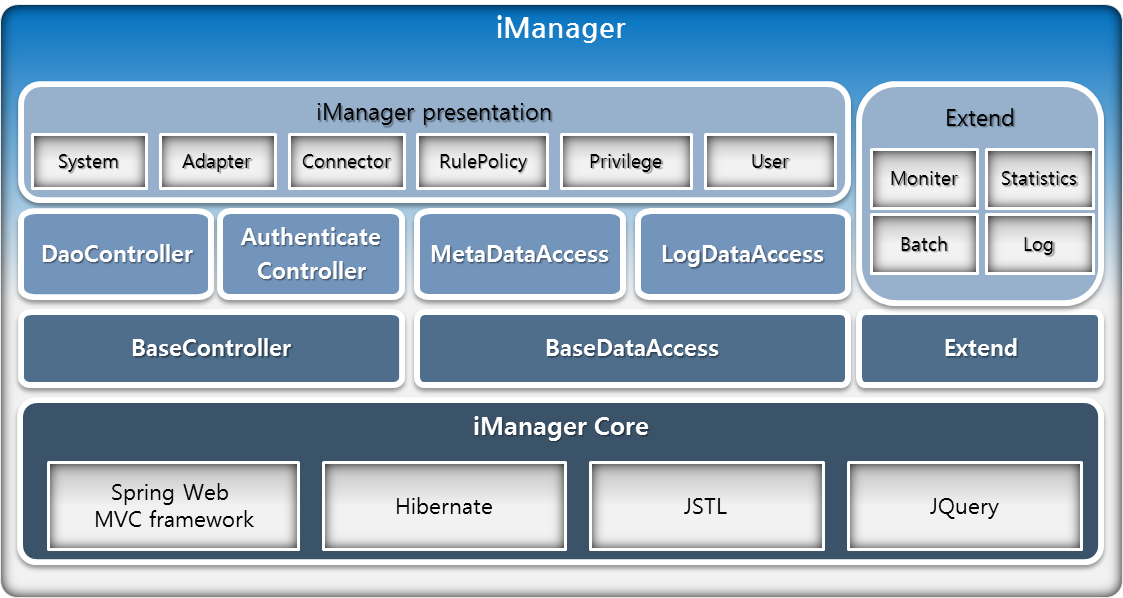 iManager
iManager presentation
System
Adapter
Connector
RulePolicy
Privilege
User
Extend
Moniter
Statistics
Batch
Log
DaoController
Authenticate
Controller
MetaDataAccess
LogDataAccess
BaseController
BaseDataAccess
Extend
iManager Core
Spring Web
MVC framework
Hibernate
JSTL
JQuery